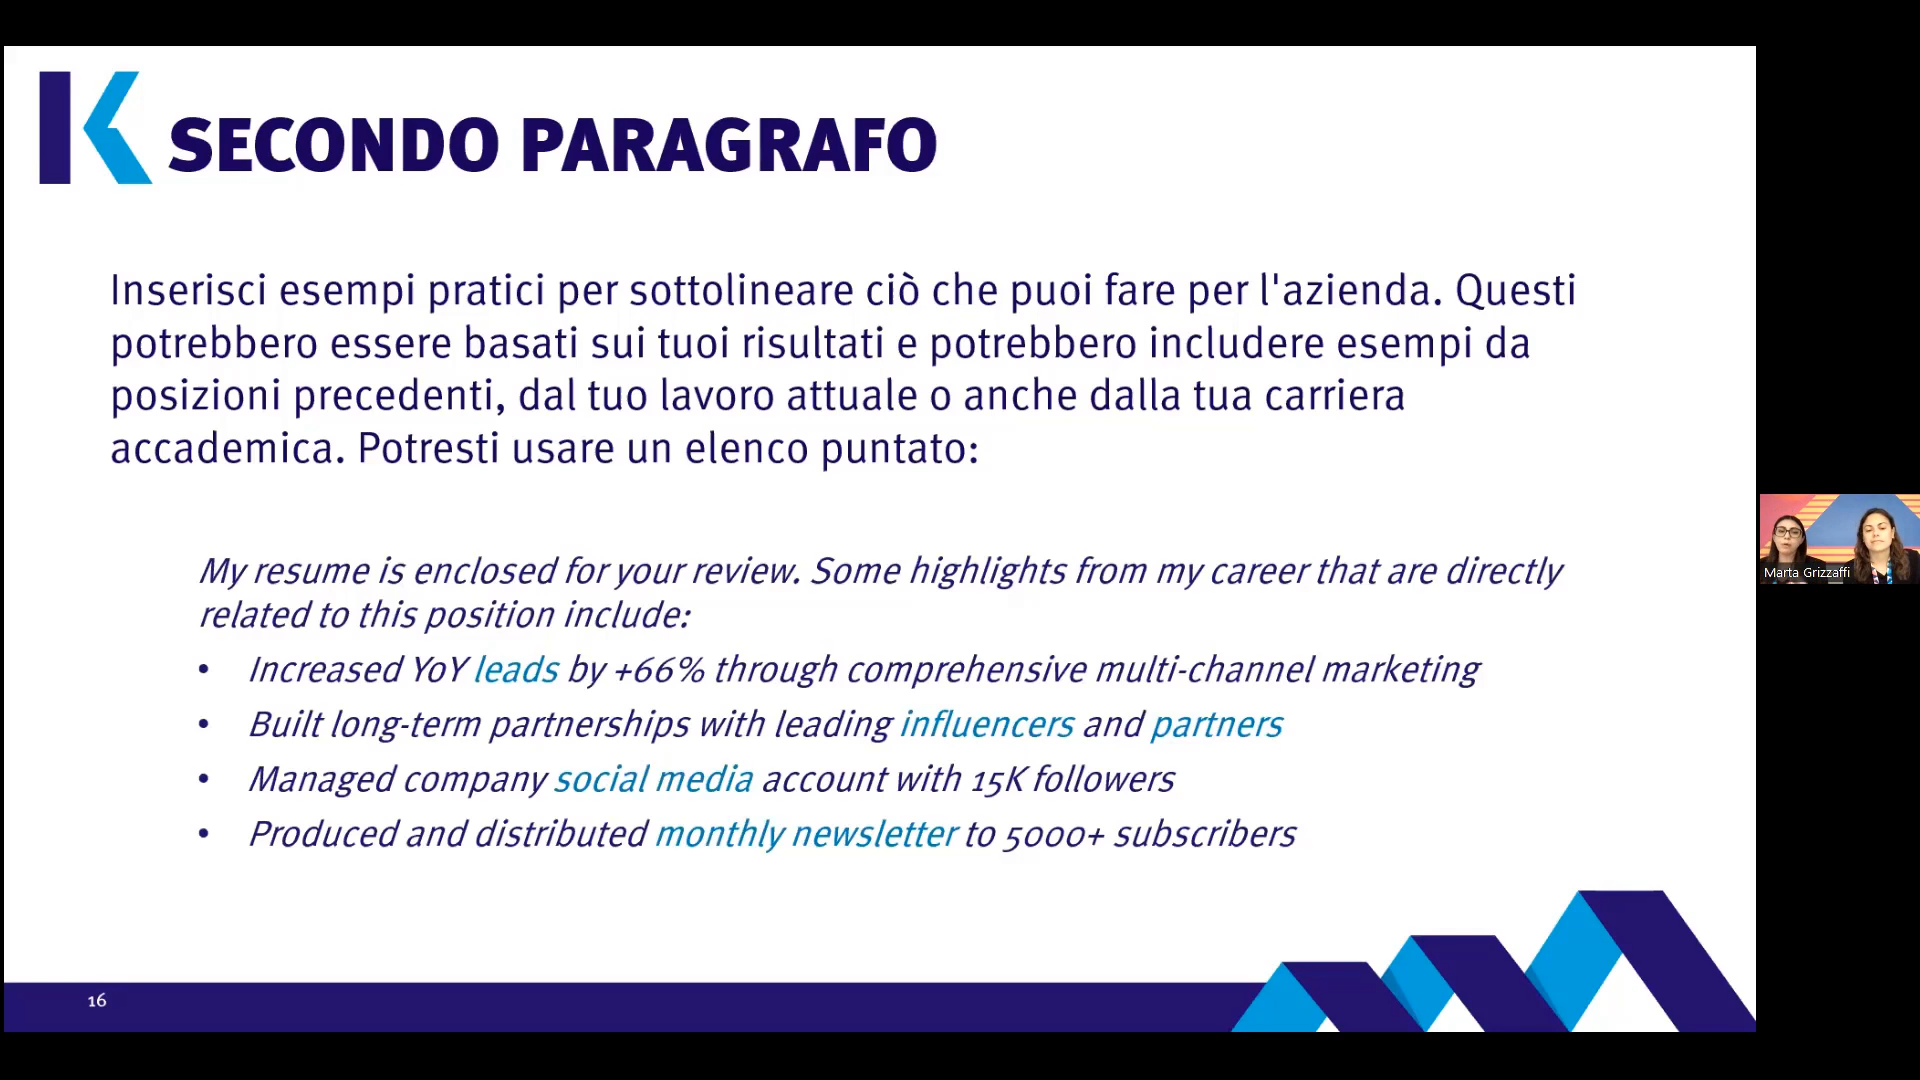 K SECONDO PARAGRAFO
Inserisci esempi pratici per sottolineare ciò che puoi fare per l'azienda. Questi
potrebbero essere basati sui tuoi risultati e potrebbero includere esempi da
posizioni precedenti, dal tuo lavoro attuale o anche dalla tua carriera
accademica. Potresti usare un elenco puntato:
My resume is enclosed for your review. Some highlights from my career that are directly
related to this position include:
• Increased YoY leads by +66% through comprehensive multi-channel marketing
• Built long-term partnerships with leading influencers and partners
• Managed company social media account with 15K followers
• Produced and distributed monthly newsletter to 5000+ subscribers
Marta Grizzaffi
16